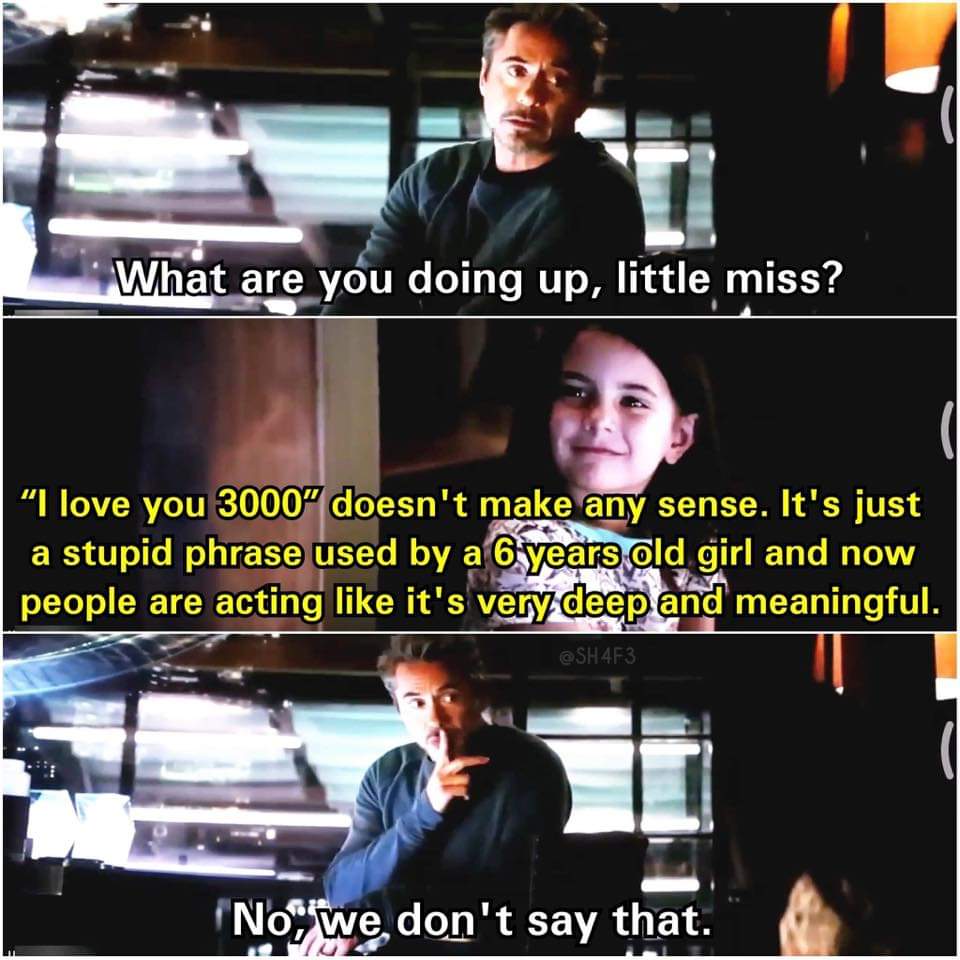 What are you doing up, little miss?
“I love you 3000” doesn't make any sense. It's just
a stupid phrase used by a 6 years old girl and now
people are acting like it's very deep and meaningful.
@SH4F3
No, we don't say that.